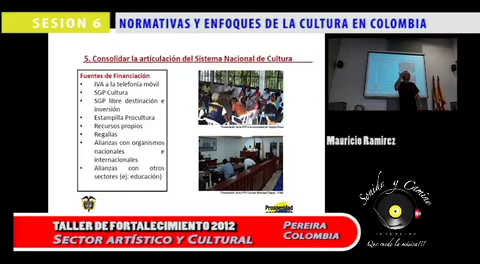 SESION 6
NORMATIVAS Y ENFOQUES DE LA CULTURA EN COLOMBIA
5. Consolidar la articulación del Sistema Nacional de Cultura
Fuentes de Financiación
• IVA a la telefonía móvil
• SGP Cultura
• SGP libre destinación e
inversión
• Estampilla Procultura
• Recursos propios
• Regalías
• Alianzas con organismos
nacionales e
internacionales
• Alianzas con otros
sectores (ej: educación)
Prosperidad
Mauricio Ramirez
Sonido y Camino
Que ruede la música!!!
TALLER DE FORTALECIMIENTO 2012
SECTOR ARTÍSTICO Y CULTURAL
PEREIRA
COLOMBIA